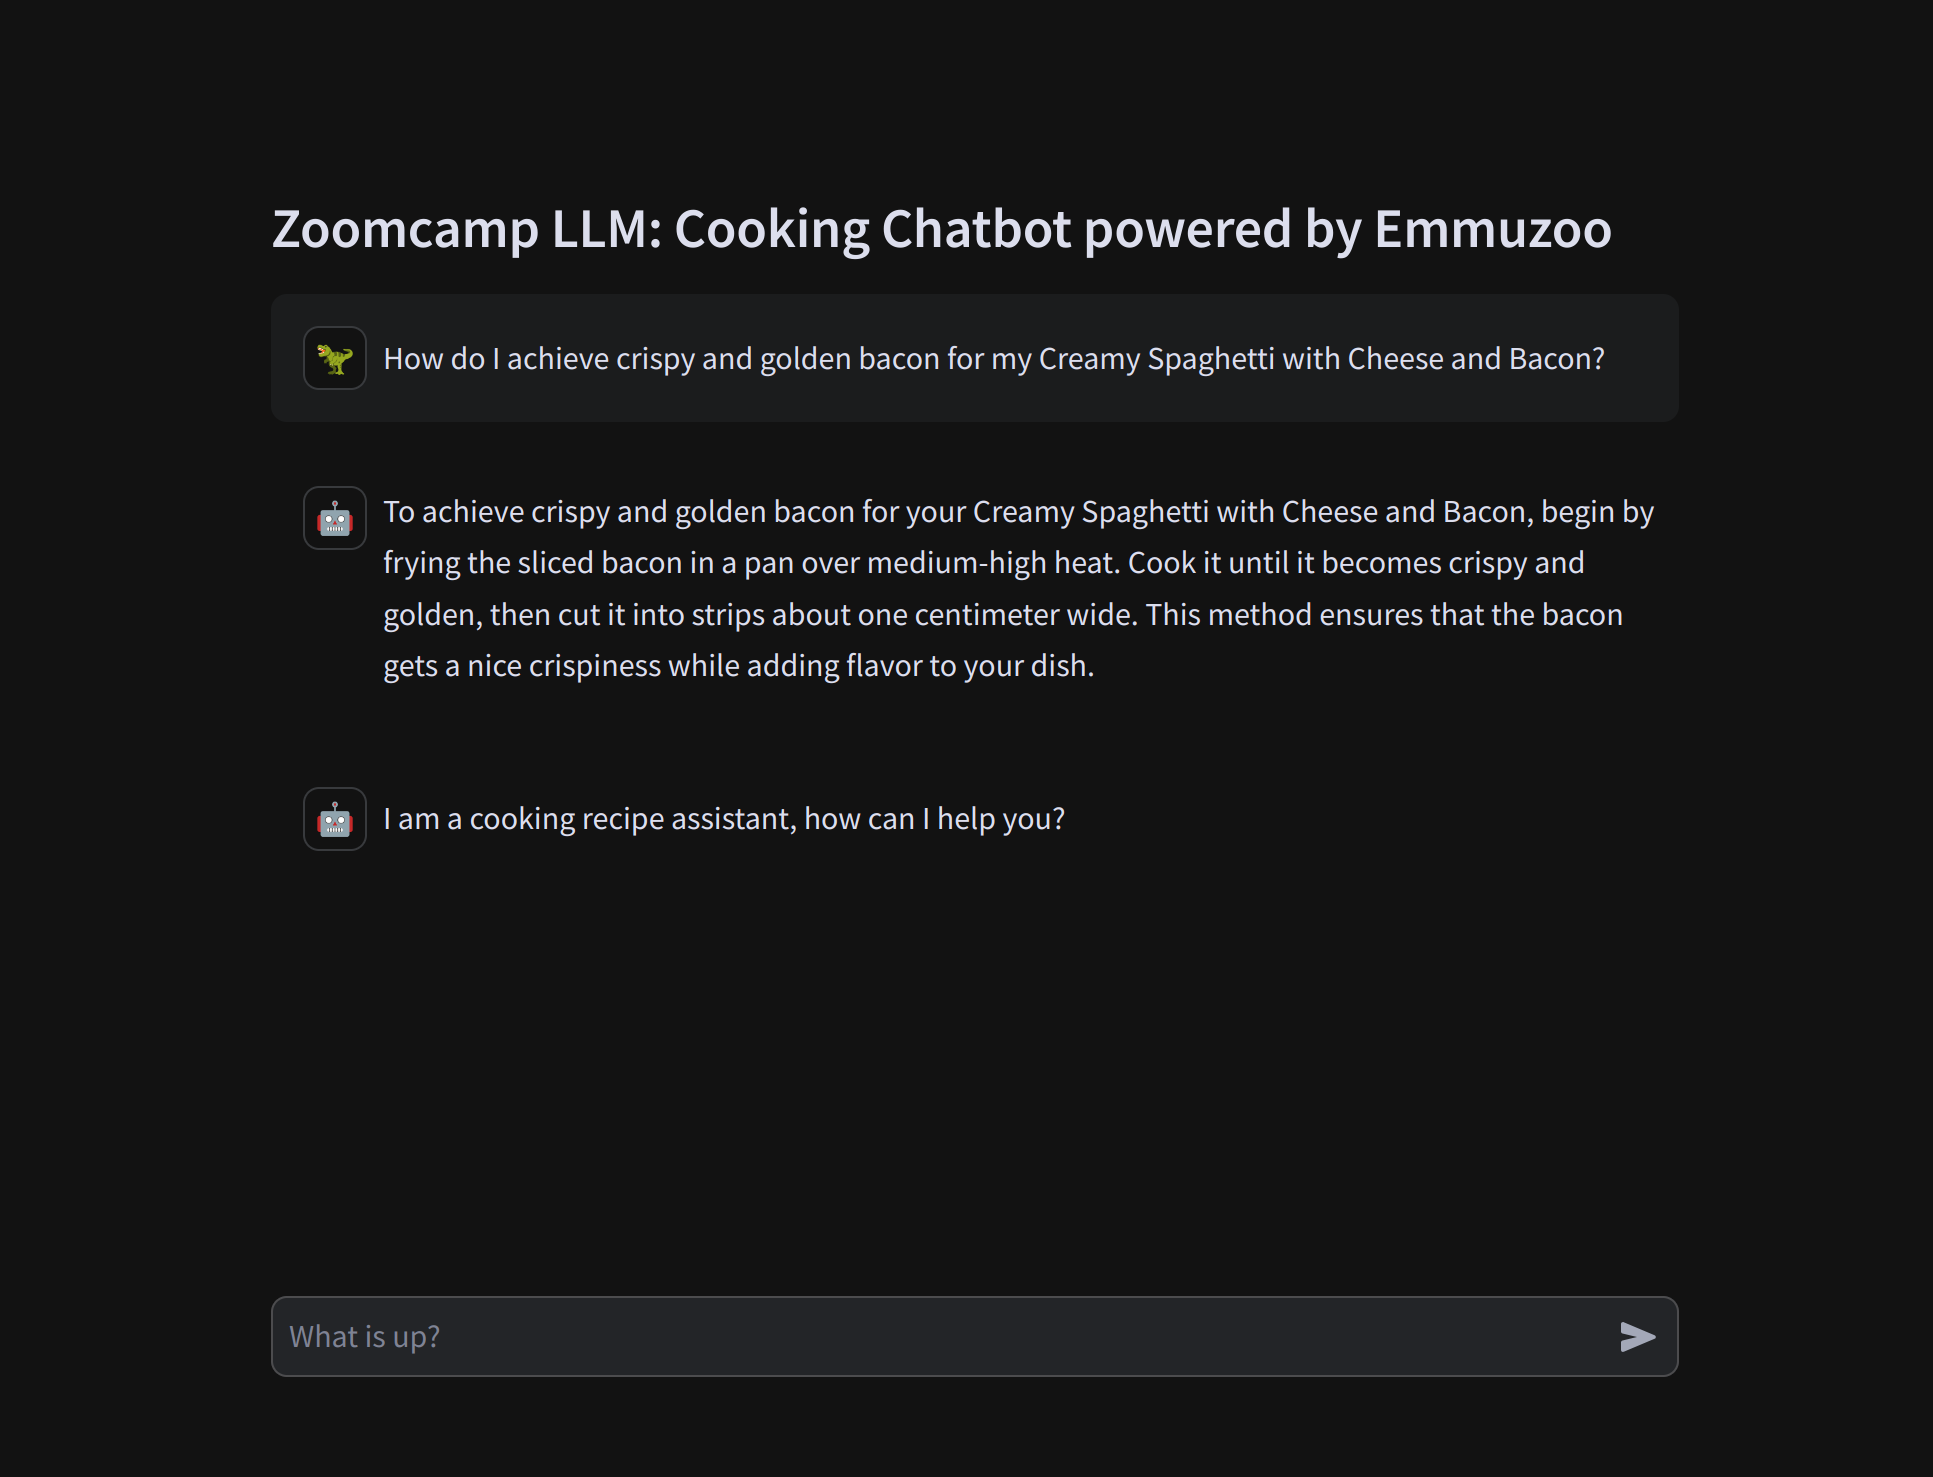 Zoomcamp LLM: Cooking Chatbot powered by Emmuzoo
How do I achieve crispy and golden bacon for my Creamy Spaghetti with Cheese and Bacon?
To achieve crispy and golden bacon for your Creamy Spaghetti with Cheese and Bacon, begin by
frying the sliced bacon in a pan over medium-high heat. Cook it until it becomes crispy and
golden, then cut it into strips about one centimeter wide. This method ensures that the bacon
gets a nice crispiness while adding flavor to your dish.
I am a cooking recipe assistant, how can I help you?
What is up?